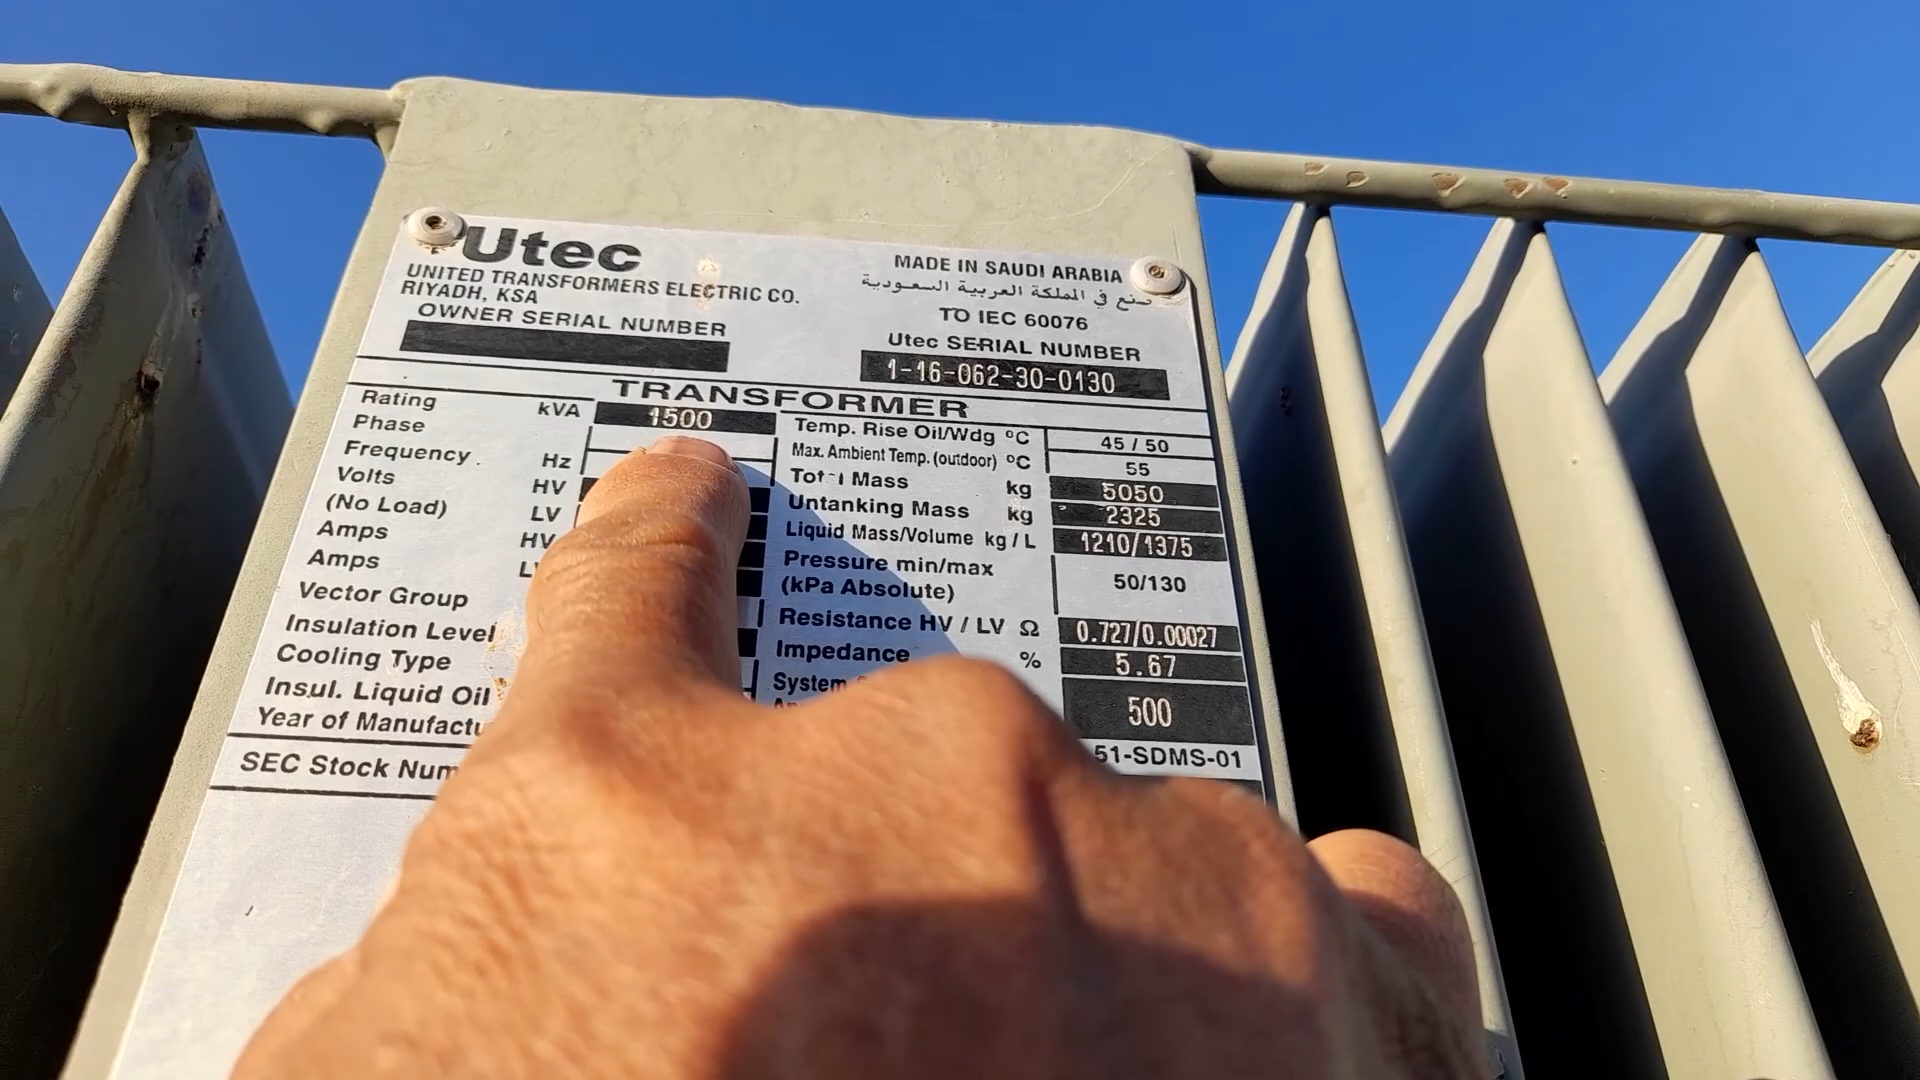 Utec
UNITED TRANSFORMERS ELECTRIC CO.
RIYADH, KSA
OWNER SERIAL NUMBER
MADE IN SAUDI ARABIA
صنع في المملكة العربية السعودية
TO IEC 60076
Utec SERIAL NUMBER
1-16-062-30-0130
TRANSFORMER
Rating kVA 1500
Phase
Frequency Hz
Volts HV
(No Load) LV
Amps HV
Amps
Vector Group
Insulation Level
Cooling Type
Insul. Liquid Oil
Year of
SEC Stock
Temp. Rise Oil/Wdg ºC 45 / 50
Max. Ambient Temp. (outdoor) ºC 55
Total Mass kg 5050
Untanking Mass kg 2325
Liquid Mass/Volume kg / L 1210/1375
Pressure min/max
(kPa Absolute) 50/130
Resistance HV / LV Ω 0.727/0.00027
Impedance % 5.67
System
500
51-SDMS-01